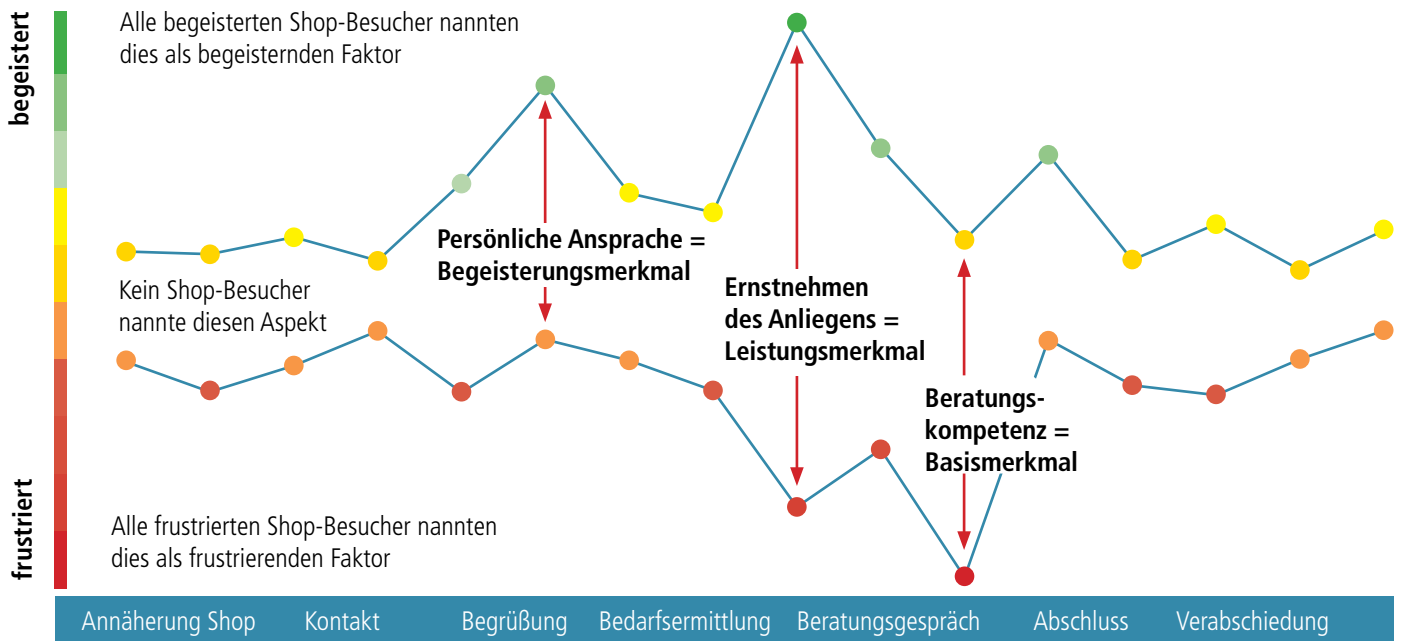 begeistert
Alle begeisterten Shop-Besucher nannten
dies als begeisternden Faktor
Persönliche Ansprache =
Begeisterungsmerkmal
Kein Shop-Besucher
nannte diesen Aspekt
Ernstnehmen
des Anliegens =
Leistungsmerkmal
Beratungs-
kompetenz =
Basismerkmal
frustriert
Alle frustrierten Shop-Besucher nannten
dies als frustrierenden Faktor
Annäherung Shop Kontakt Begrüßung Bedarfsermittlung Beratungsgespräch Abschluss Verabschiedung